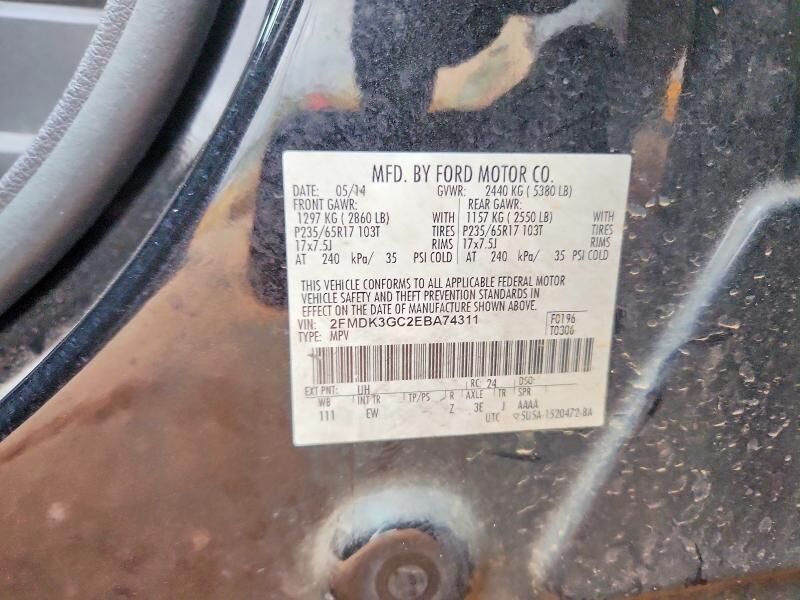 MFD. BY FORD MOTOR CO.
DATE: 05/14 GVWR: 2440 KG ( 5380 LB)
FRONT GAWR: REAR GAWR:
1297 KG ( 2860 LB) WITH 1157 KG ( 2550 LB) WITH
P235/65R17 103T TIRES P235/65R17 103T TIRES
17x7.5J RIMS 17x7.5J RIMS
AT 240 kPa/ 35 PSI COLD AT 240 kPa/ 35 PSI COLD
THIS VEHICLE CONFORMS TO ALL APPLICABLE FEDERAL MOTOR
VEHICLE SAFETY AND THEFT PREVENTION STANDARDS IN
EFFECT ON THE DATE OF MANUFACTURE SHOWN ABOVE.
VIN: 2FMDK3GC2EBA74311 F0196
TYPE: MPV T0306
EXT PNT: UH RC: 24 DSO:
WB INT TR TP/PS R AXLE TR SPR
111 EW Z 3E J AAAA
UTC 5U5A-1520472-BA